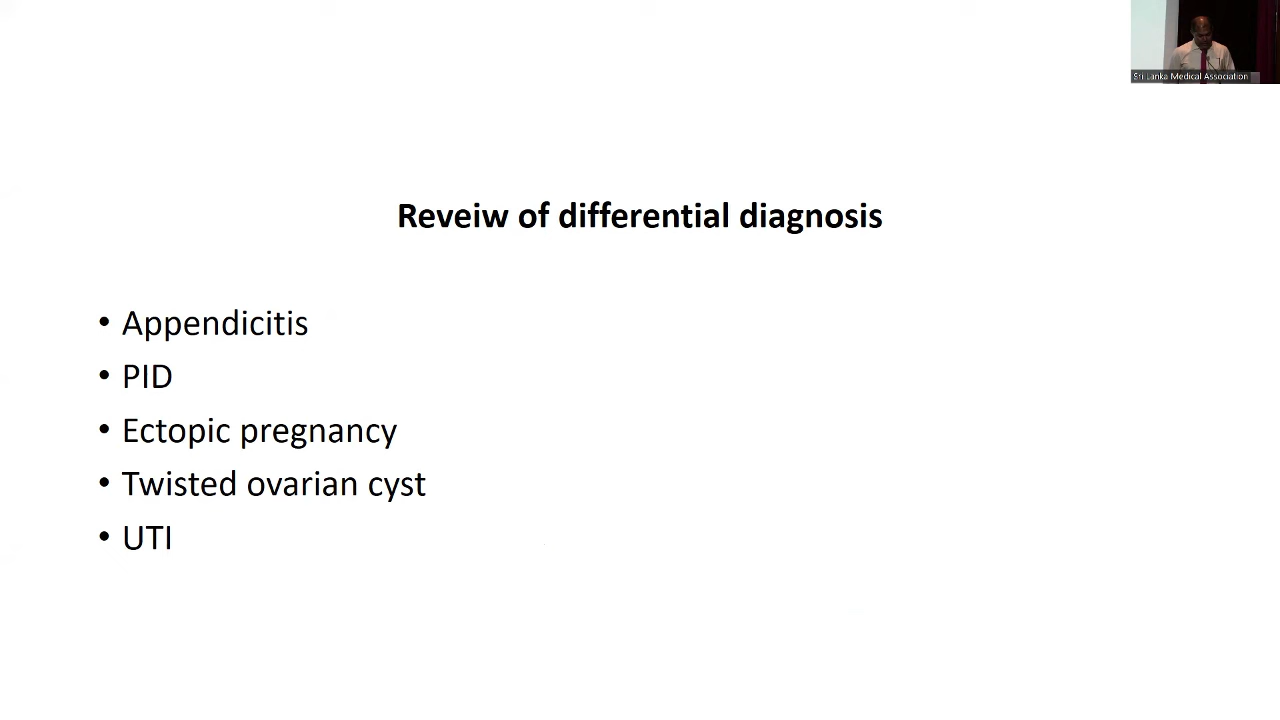 Sri Lanka Medical Association
Reveiw of differential diagnosis
• Appendicitis
• PID
• Ectopic pregnancy
• Twisted ovarian cyst
• UTI